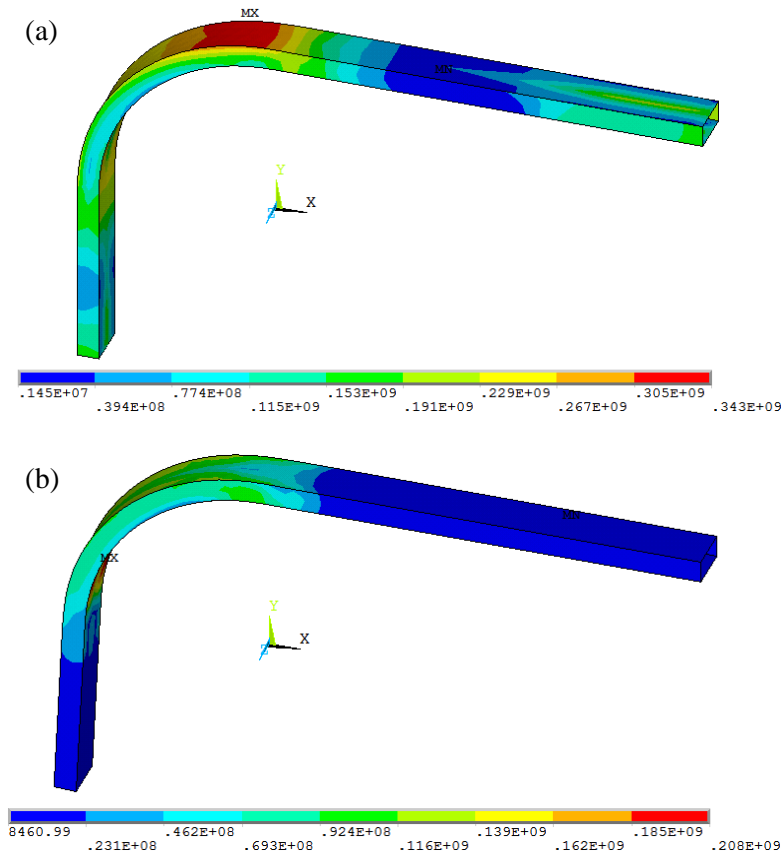 (a)
MX
MN
Y
Z
X
.145E+07 .774E+08 .153E+09 .229E+09 .305E+09
.394E+08 .115E+09 .191E+09 .267E+09 .343E+09
(b)
MX
MX
Y
Z
X
8460.99 .462E+08 .924E+08 .139E+09 .185E+09
.231E+08 .693E+08 .116E+09 .162E+09 .208E+09